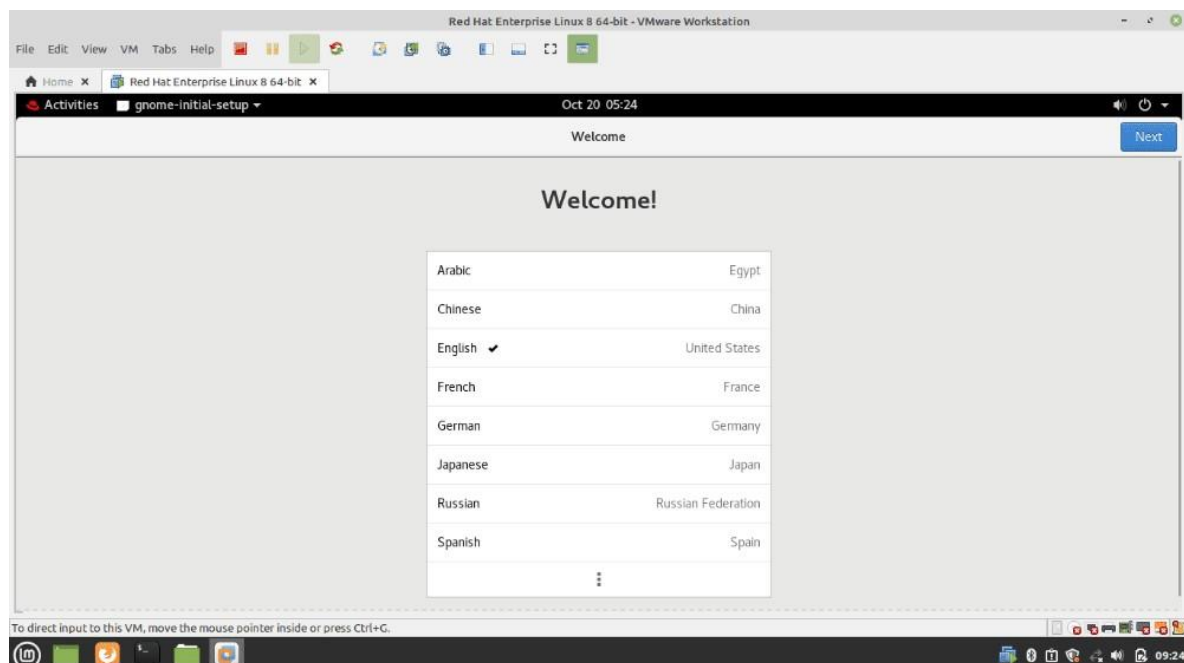 Red Hat Enterprise Linux 8 64-bit - VMware Workstation
File Edit View VM Tabs Help
Home Red Hat Enterprise Linux 8 64-bit
Activities gnome-initial-setup Oct 20 05:24
Welcome Next
Welcome!
Arabic Egypt
Chinese China
English United States
French France
German Germany
Japanese Japan
Russian Russian Federation
Spanish Spain
To direct input to this VM, move the mouse pointer inside or press Ctrl+G.
09:24